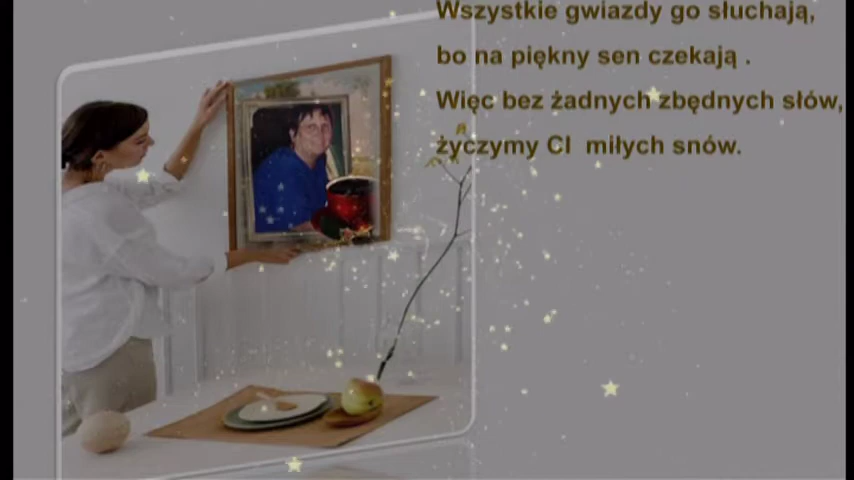 Wszystkie gwiazdy go słuchają,
bo na piękny sen czekają .
Więc bez żadnych zbędnych słów,
życzymy CI miłych snów.